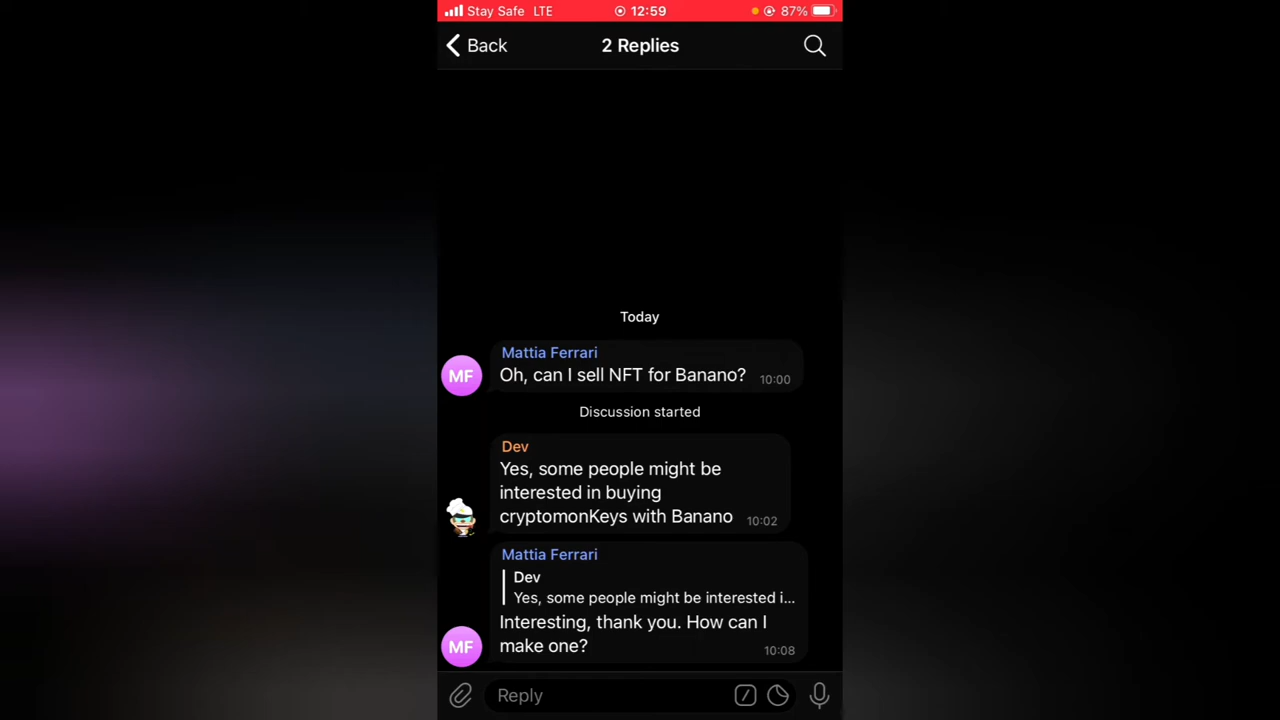 Stay Safe LTE 12:59 87%
Back 2 Replies
Today
Mattia Ferrari
MF Oh, can I sell NFT for Banano? 10:00
Discussion started
Dev
Yes, some people might be
interested in buying
cryptomonKeys with Banano 10:02
Mattia Ferrari
Dev
Yes, some people might be interested i...
Interesting, thank you. How can I
MF make one? 10:08
Reply